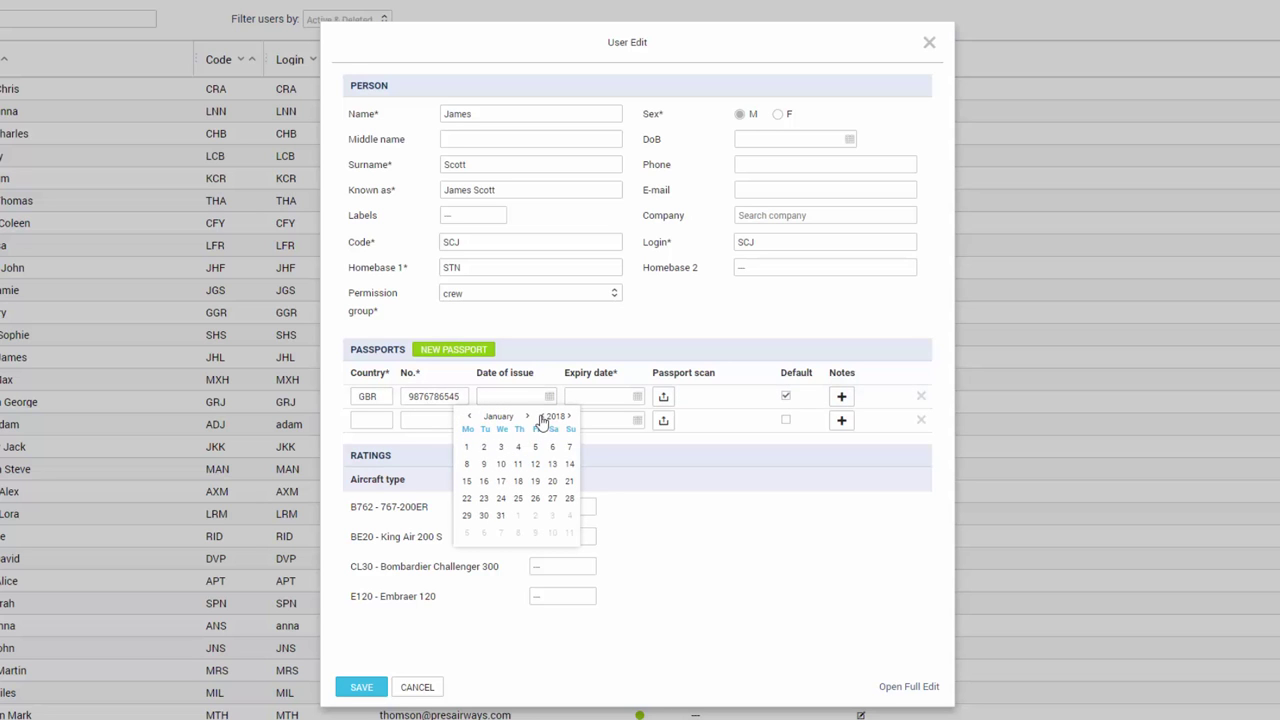 Filter users by: Active & Deleted
User Edit
Code Login
PERSON
hris CRA CRA
Name* James Sex* M F
nna LNN LNN
harles CHB CHB
Middle name DoB
y LCB LCB
Surname* Scott Phone
m KCR KCR
Known as* James Scott E-mail
homas THA THA
Labels --- Company Search company
Coleen CFY CFY
sa LFR LFR
Code* SCJ Login* SCJ
John JHF JHF
Homebase 1* STN Homebase 2 ---
mie JGS JGS
Permission group* crew
r GGR GGR
Sophie SHS SHS
PASSPORTS NEW PASSPORT
James JHL JHL
Country* No.* Date of issue Expiry date* Passport scan Default Notes
Max MXH MXH
GBR 9876786545
n George GRJ GRJ
January 2018
dam ADJ adam
Mo Tu We Th Sa Su
r Jack JKK JKK
1 2 3 4 5 6 7
RATINGS
8 9 10 11 12 13 14
a Steve MAL MAL
Aircraft type
15 16 17 18 19 20 21
Alex AXM AXM
22 23 24 25 26 27 28
B762 - 767-200ER
Lora LRM LRM
29 30 31 1 2 3 4
e RID RID
BE20 - King Air 200 S
5 6 7 8 9 10 11
avid DVP DVP
CL30 - Bombardier Challenger 300 ---
Alice APT APT
E120 - Embraer 120 ---
rah SPN SPN
nna ANS anna
ohn JHN JHN
Martin MRS MRS
iles MIL MIL
SAVE CANCEL Open Full Edit
n Mark MTH MTH thomson@presairways.com ---